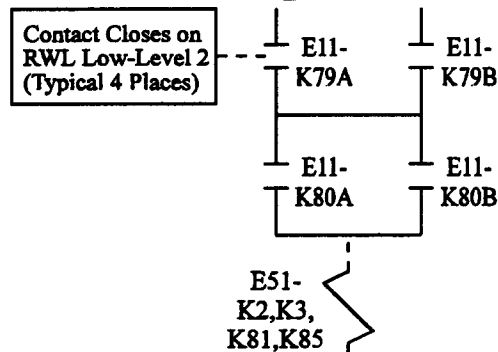 Contact Closes on
RWL Low-Level 2
(Typical 4 Places)
E11-
K79A
E11-
K79B
E11-
K80A
E11-
K80B
E51-
K2,K3,
K81,K85